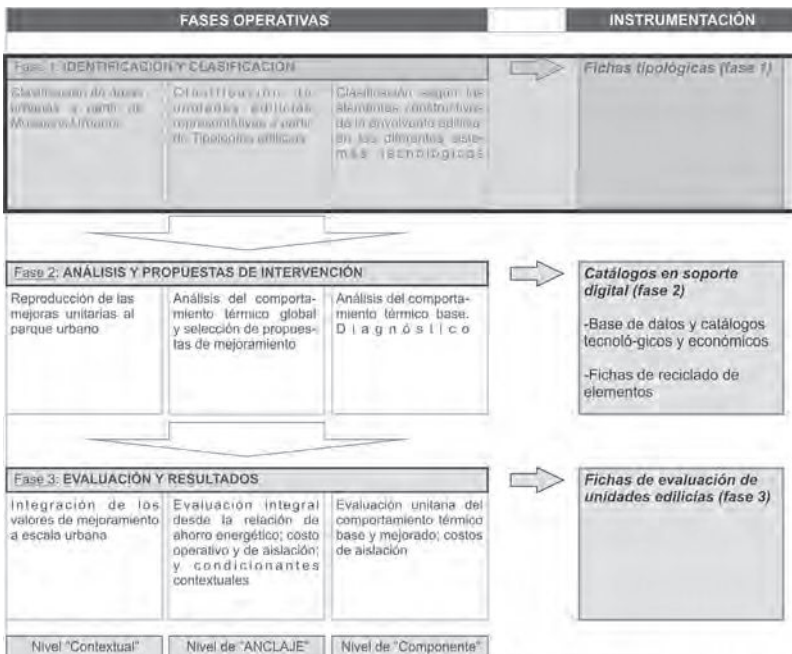 FASES OPERATIVAS
INSTRUMENTACIÓN
Fase 1: IDENTIFICACIÓN Y CLASIFICACIÓN
Fichas tipológicas (fase 1)
Clasificación de áreas
urbanas a partir de
Mosaicos Urbanos
unidades edilicias
representativas a partir
de Tipologías edilicias
Clasificación según los
elementos constructivos
de la envolvente edilicia
en los diferentes siste-
mas tecnológicos
Fase 2: ANÁLISIS Y PROPUESTAS DE INTERVENCIÓN
Reproducción de las
mejoras unitarias al
parque urbano
Análisis del comporta-
miento térmico global
y selección de propues-
tas de mejoramiento
Análisis del comporta-
miento térmico base.
Diagnóstico
Catálogos en soporte
digital (fase 2)
-Base de datos y catálogos
tecnoló-gicos y económicos
-Fichas de reciclado de
elementos
Fase 3: EVALUACIÓN Y RESULTADOS
Integración de los
valores de mejoramiento
a escala urbana
Evaluación integral
desde la relación de
ahorro energético; costo
operativo y de aislación;
y condicionantes
contextuales
Evaluación unitaria del
comportamiento térmico
base y mejorado; costos
de aislación
Fichas de evaluación de
unidades edilicias (fase 3)
Nivel "Contextual"
Nivel de "ANCLAJE"
Nivel de "Componente"